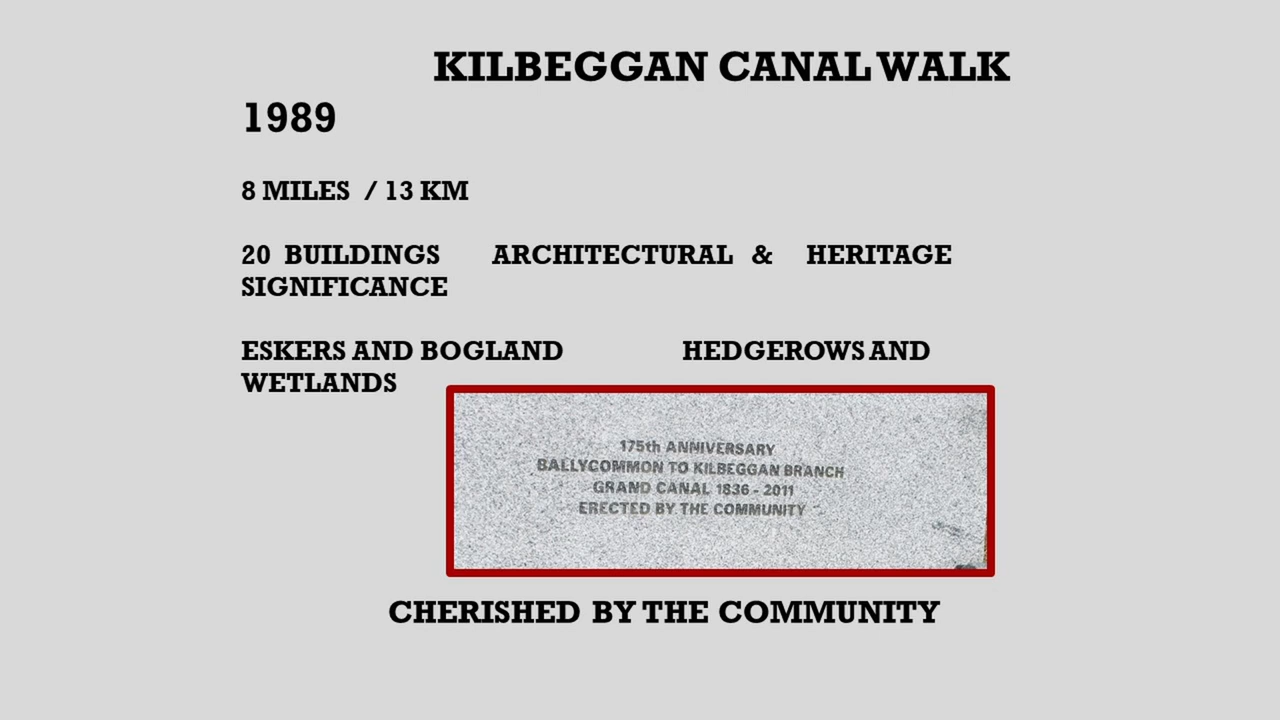 KILBEGGAN CANAL WALK
1989
8 MILES / 13 KM
20 BUILDINGS ARCHITECTURAL & HERITAGE
SIGNIFICANCE
ESKERS AND BOGLAND HEDGEROWS AND
WETLANDS
175th ANNIVERSARY
BALLYCOMMON TO KILBEGGAN BRANCH
GRAND CANAL 1836 - 2011
ERECTED BY THE COMMUNITY
CHERISHED BY THE COMMUNITY